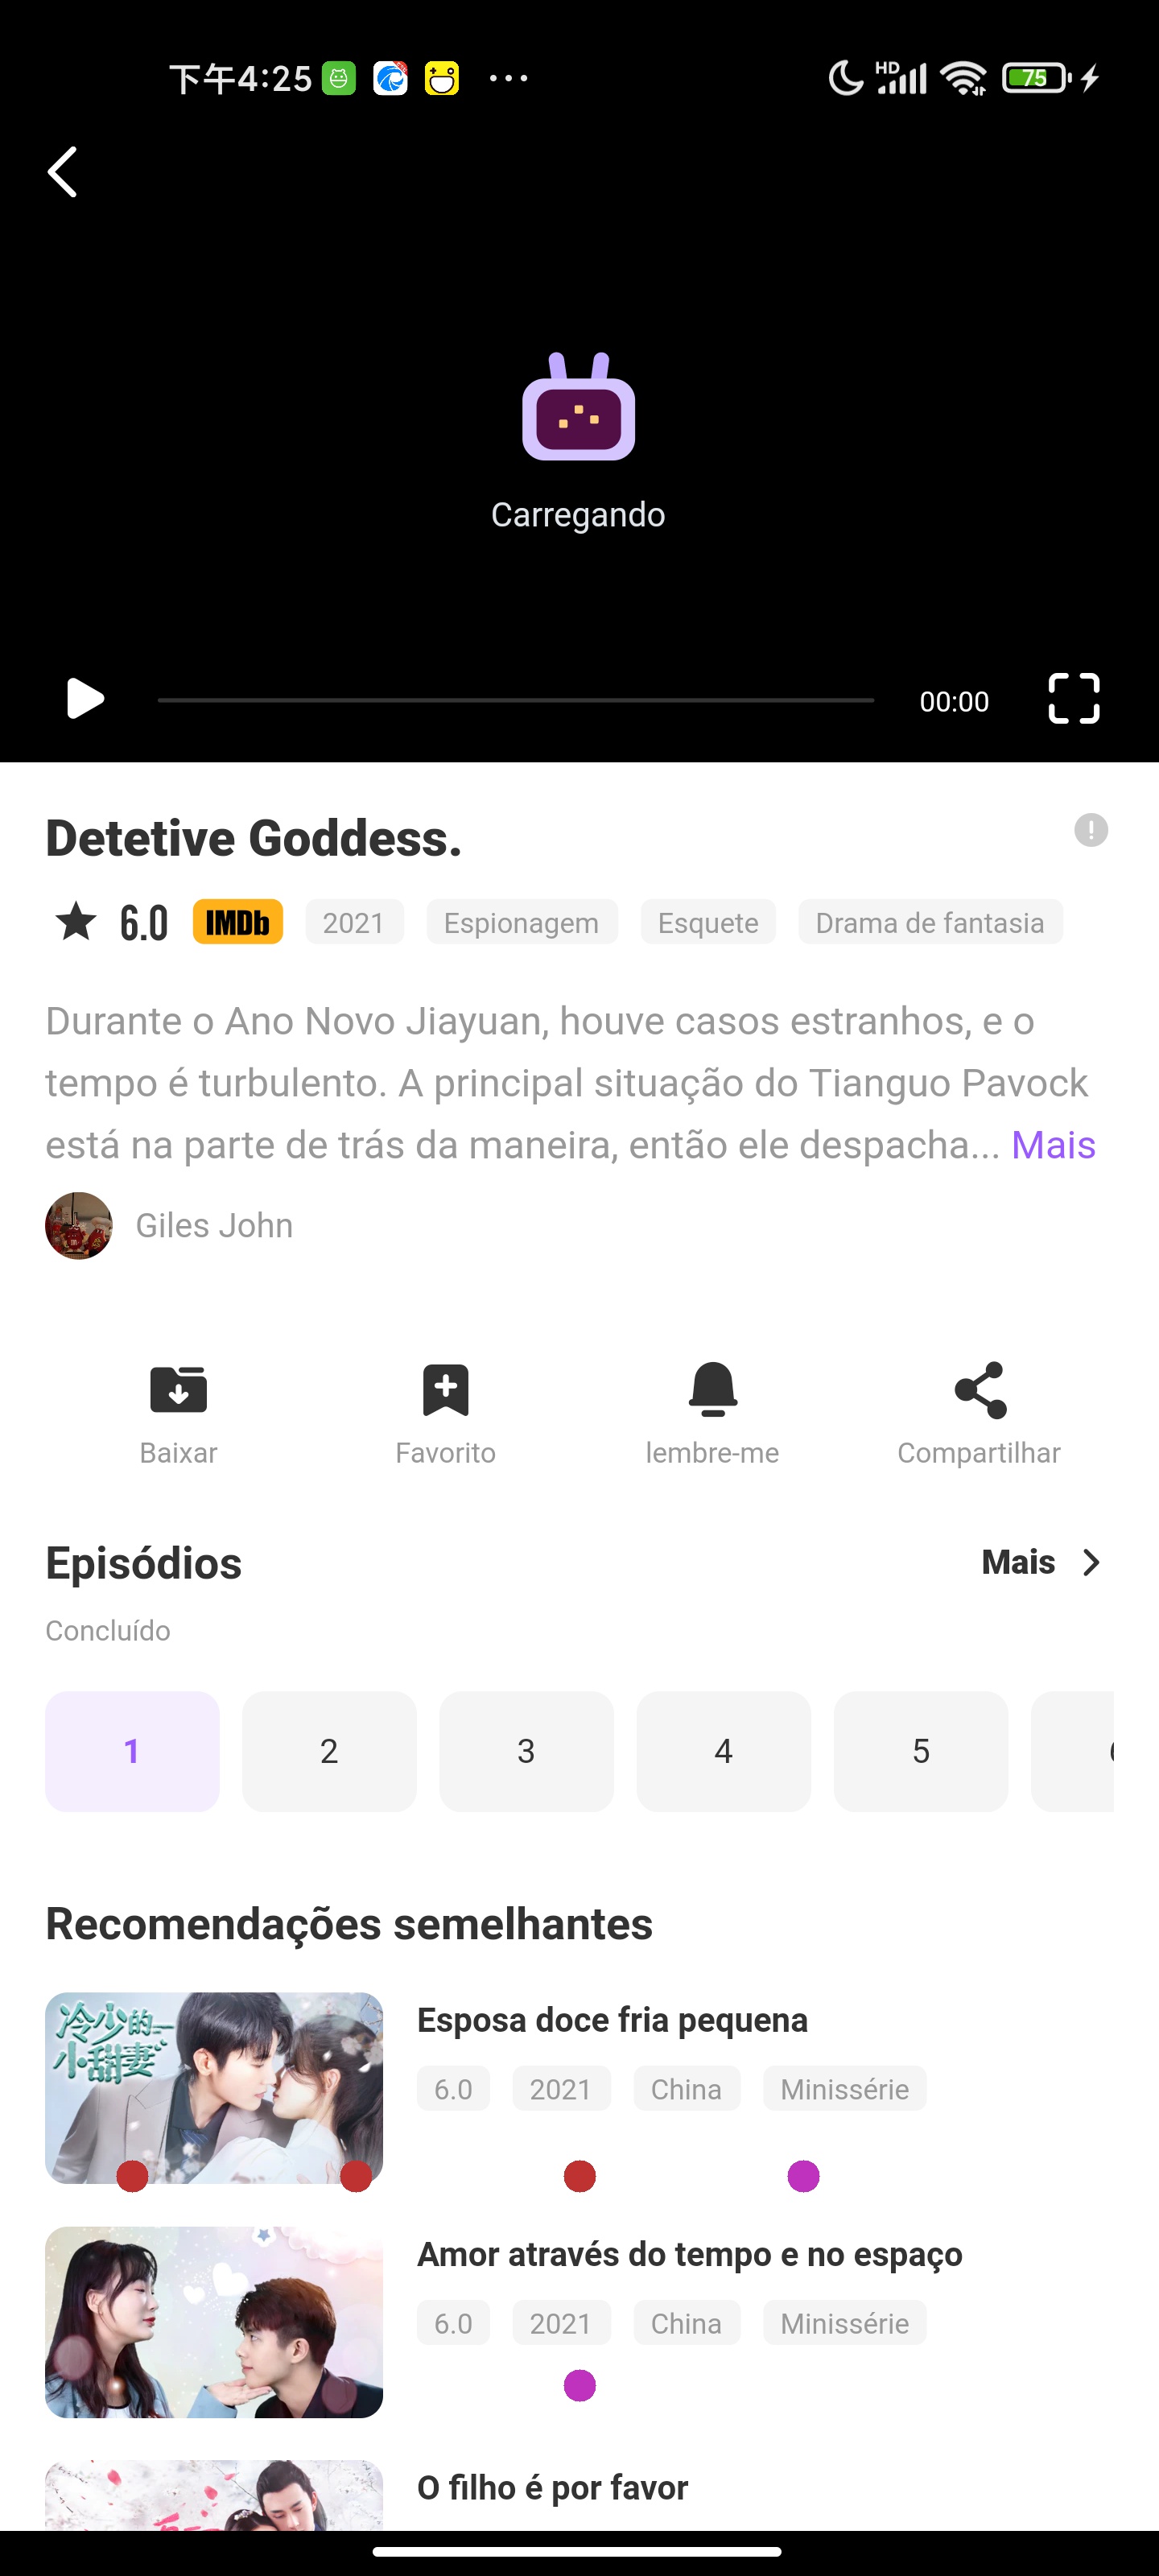 下午4:25
HD
75
Carregando
00:00
Detetive Goddess.
6.0 IMDb 2021 Espionagem Esquete Drama de fantasia
Durante o Ano Novo Jiayuan, houve casos estranhos, e o
tempo é turbulento. A principal situação do Tianguo Pavock
está na parte de trás da maneira, então ele despacha... Mais
Giles John
Baixar Favorito lembre-me Compartilhar
Episódios Mais
Concluído
1 2 3 4 5
Recomendações semelhantes
冷少的
小甜妻
Esposa doce fria pequena
6.0 2021 China Minissérie
Amor através do tempo e no espaço
6.0 2021 China Minissérie
O filho é por favor